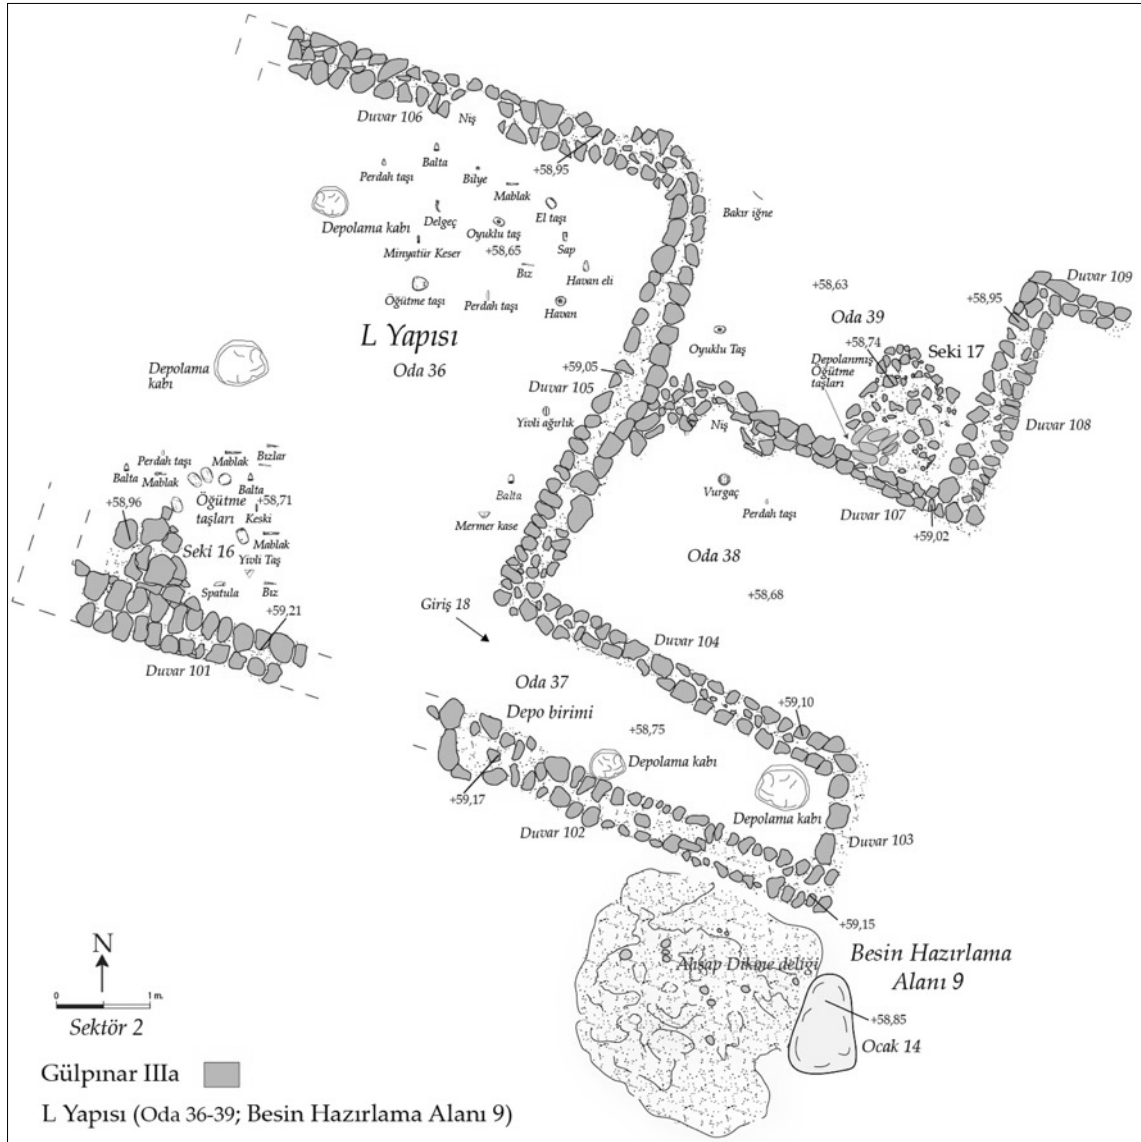 Duvar 106
Niş
+58,95
Balta
Perdah taşı
Bilye
Mablak
Bakır iğne
Depolama kabı
Delgeç
Oyuklu taş
El taşı
Minyatür Keser
+58,65
Sap
Bız
Havan eli
Öğütme taşı
Perdah taşı
Havan
L Yapısı
Oda 36
+58,63
Oda 39
+58,74
Seki 17
Depolanmış
Öğütme
taşları
+58,95
Duvar 109
Oyuklu Taş
Depolama
kabı
+59,05
Duvar 105
Yivli ağırlık
Niş
Duvar 108
Balta
Perdah taşı
Mablak
Mablak
Bızlar
Balta
+58,96
Öğütme
taşları
+58,71
Keski
Seki 16
Mablak
Yivli Taş
Spatula
Bız
+59,21
Duvar 101
Balta
Mermer kase
Vurgaç
Perdah taşı
Duvar 107
+59,02
Oda 38
+58,68
Giriş 18
Duvar 104
Oda 37
Depo birimi
+58,75
+59,10
Depolama kabı
Depolama kabı
+59,17
Duvar 102
Duvar 103
+59,15
Ahşap Dikme deliği
Besin Hazırlama
Alanı 9
+58,85
Ocak 14
N
0 1 m.
Sektör 2
Gülpınar IIIa
L Yapısı (Oda 36-39; Besin Hazırlama Alanı 9)